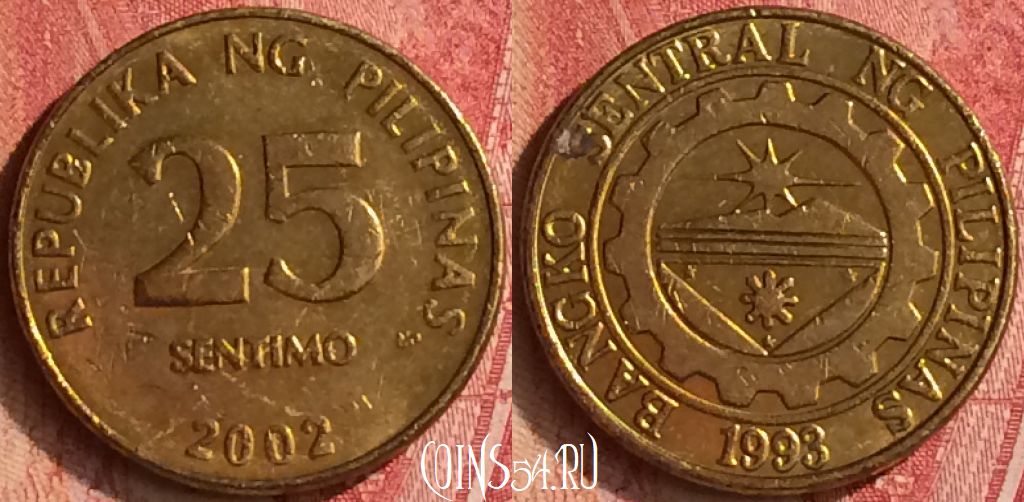 REPUBLIKA NG PILIPINAS
25
SENTIMO
2002
BANGKO SENTRAL NG PILIPINAS
1993
COINS54.RU